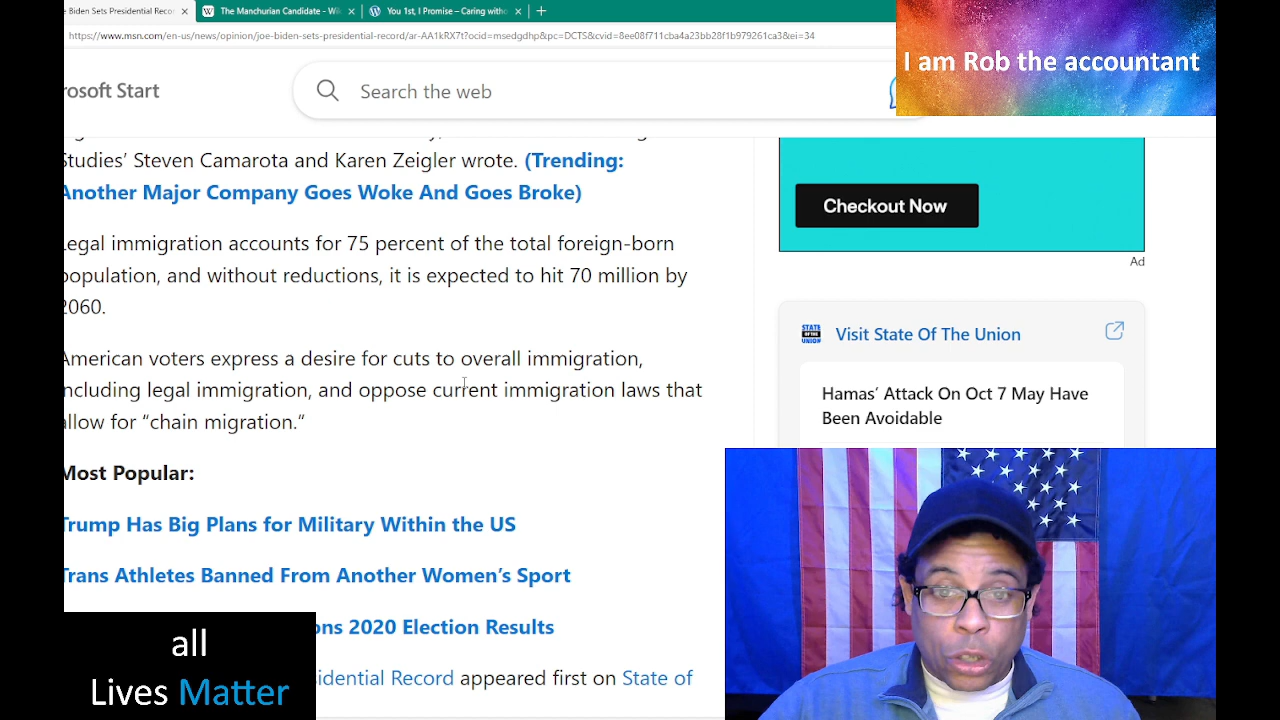 e Biden Sets Presidential Recor
The Manchurian Candidate - Wi
You 1st, I Promise – Caring witho
https://www.msn.com/en-us/news/opinion/joe-biden-sets-presidential-record/ar-AA1kRX7t?ocid=msedgdhp&pc=DCTS&cvid=8ee08f711cba4a23bb28f1b979261ca3&ei=34
I am Rob the accountant
rosoft Start
Search the web
Studies’ Steven Camarota and Karen Zeigler wrote. (Trending:
Another Major Company Goes Woke And Goes Broke)
Legal immigration accounts for 75 percent of the total foreign-born
population, and without reductions, it is expected to hit 70 million by
2060.
American voters express a desire for cuts to overall immigration,
including legal immigration, and oppose current immigration laws that
allow for “chain migration.“
Most Popular:
Trump Has Big Plans for Military Within the US
Trans Athletes Banned From Another Women’s Sport
ons 2020 Election Results
sidential Record appeared first on State of
Checkout Now
Ad
STATE OF THE UNION
Visit State Of The Union
Hamas’ Attack On Oct 7 May Have
Been Avoidable
all
Lives Matter